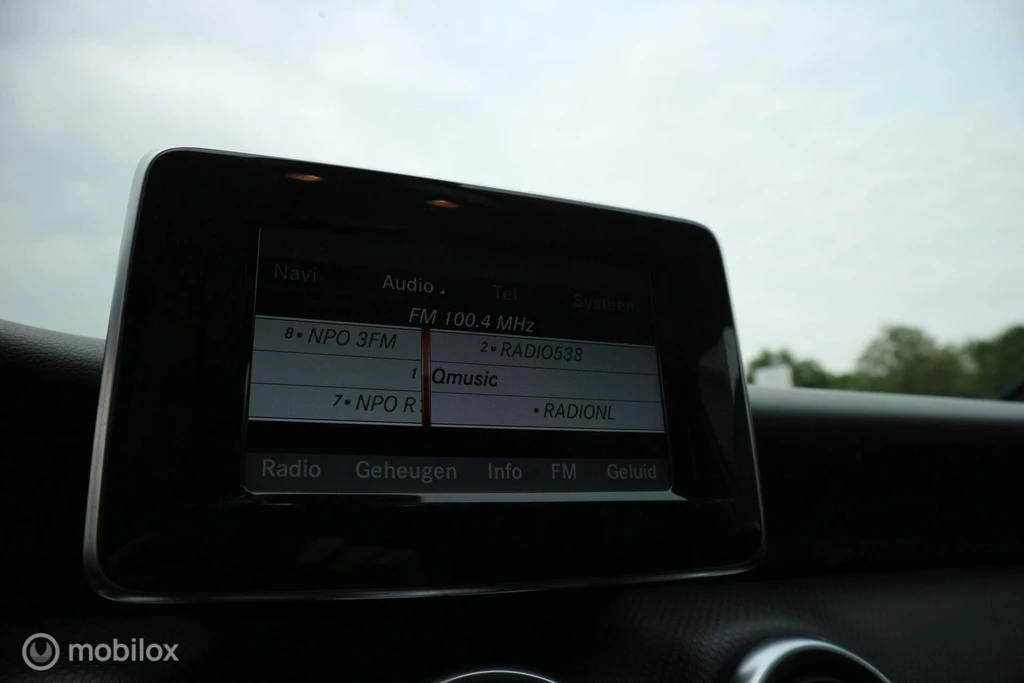 Navi Audio Tel Systeem
FM 100.4 MHz
8 • NPO 3FM 2 • RADIO538
1 Qmusic
7 • NPO R • RADIONL
Radio Geheugen Info FM Geluid
mobilox